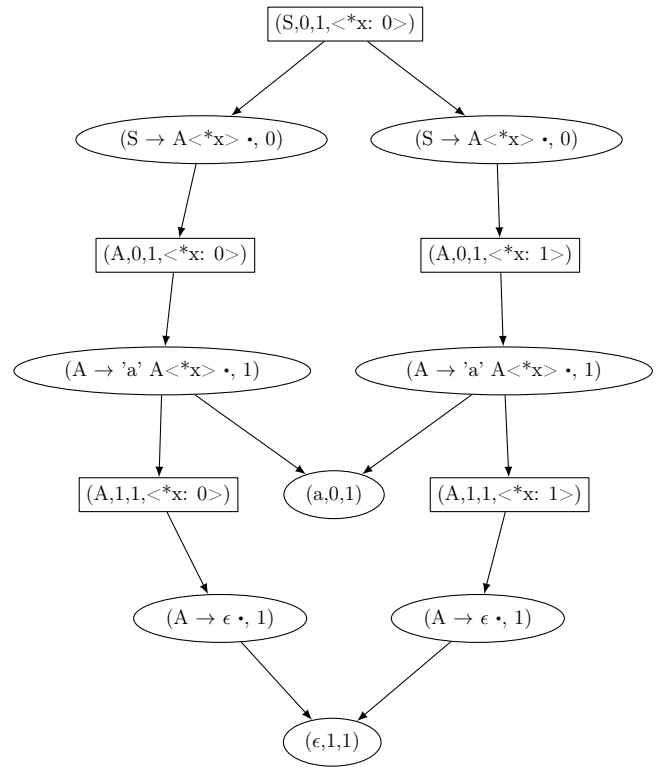 (S,0,1,<*x: 0>)
(S → A<*x> •, 0)
(S → A<*x> •, 0)
(A,0,1,<*x: 0>)
(A,0,1,<*x: 1>)
(A → 'a' A<*x> •, 1)
(A → 'a' A<*x> •, 1)
(A,1,1,<*x: 0>)
(a,0,1)
(A,1,1,<*x: 1>)
(A → ϵ •, 1)
(A → ϵ •, 1)
(ϵ,1,1)